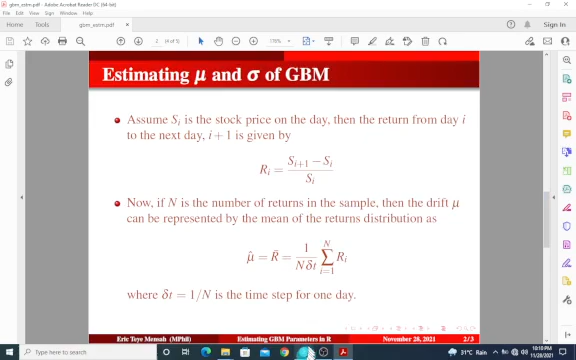 gbm_estm.pdf - Adobe Acrobat Reader DC (64-bit)
File Edit View Sign Window Help
Home Tools gbm_estm.pdf × Sign In
2 (4 of 5) 176%
Estimating μ and σ of GBM
Assume Sᵢ is the stock price on the day, then the return from day i
to the next day, i + 1 is given by
Rᵢ = (Sᵢ₊₁ − Sᵢ) / Sᵢ
Now, if N is the number of returns in the sample, then the drift μ
can be represented by the mean of the returns distribution as
μ̂ = R̄ = (1 / N δt) ∑ᵢ₌₁ᴺ Rᵢ
where δt = 1/N is the time step for one day.
Eric Teye Mensah (MPhil) Estimating GBM Parameters in R November 28, 2021 2/3
Type here to search
31°C Rain
18:10 PM
11/28/2021